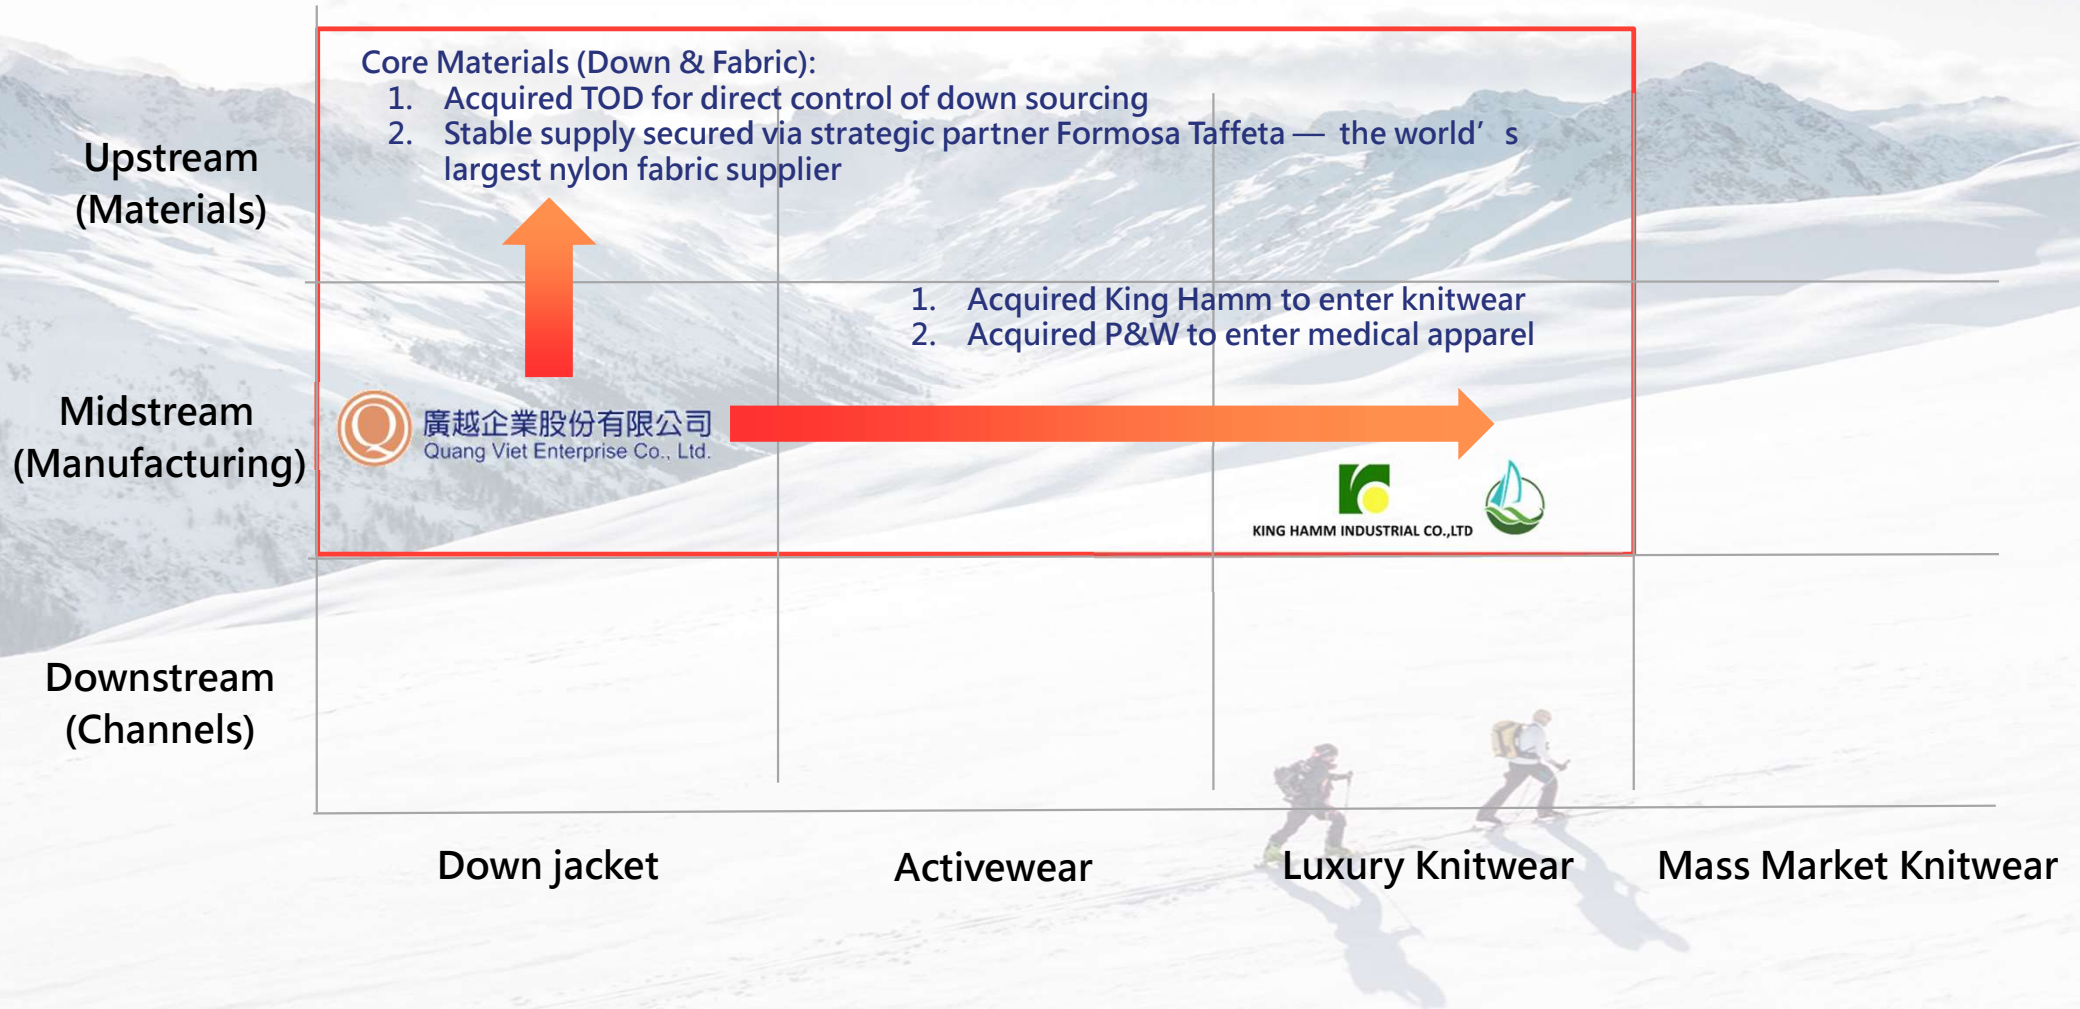 Core Materials (Down & Fabric):
1. Acquired TOD for direct control of down sourcing
2. Stable supply secured via strategic partner Formosa Taffeta — the world’s
largest nylon fabric supplier
Upstream
(Materials)
1. Acquired King Hamm to enter knitwear
2. Acquired P&W to enter medical apparel
Midstream
(Manufacturing)
廣越企業股份有限公司
Quang Viet Enterprise Co., Ltd.
KING HAMM INDUSTRIAL CO.,LTD
Downstream
(Channels)
Down jacket
Activewear
Luxury Knitwear
Mass Market Knitwear